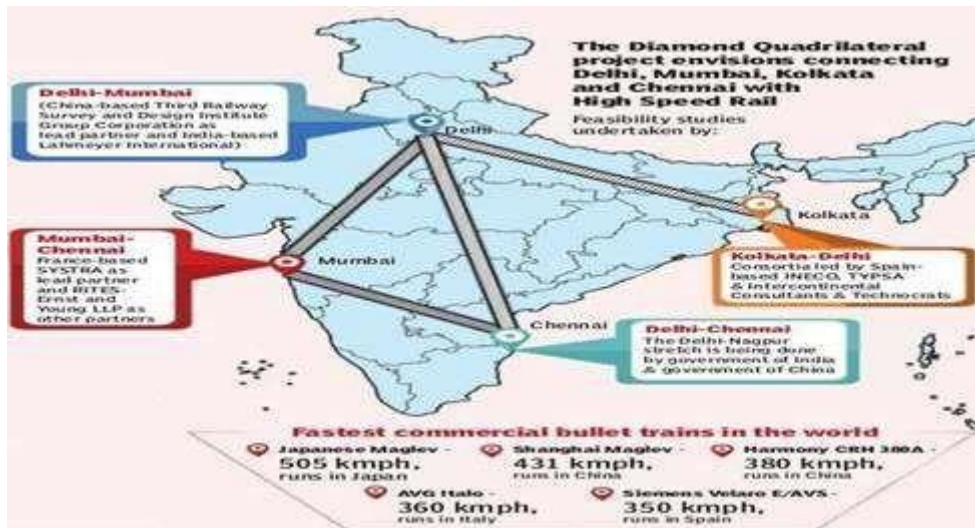 The Diamond Quadrilateral
project envisions connecting
Delhi, Mumbai, Kolkata
and Chennai with
High Speed Rail
Feasibility studies
undertaken by:
Delhi-Mumbai
(China-based Third Railway
Survey and Design Institute
Group Corporation as
lead partner and India-based
Lahmeyer International)
Delhi
Kolkata
Mumbai-
Chennai
France-based
SYSTRA as
lead partner
and RITES-
Ernst and
Young LLP as
other partners
Mumbai
Kolkata-Delhi
Consortia led by Spain-
based INECO, TYPSA
& Intercontinental
Consultants & Technocrats
Chennai
Delhi-Chennai
The Delhi-Nagpur
stretch is being done
by government of India
& government of China
Fastest commercial bullet trains in the world
Japanese Maglev -
505 kmph,
runs in Japan
Shanghai Maglev -
431 kmph,
runs in China
Harmony CRH 380A -
380 kmph,
runs in China
AVG Italo -
360 kmph,
runs in Italy
Siemens Velaro E/AVS -
350 kmph,
runs in Spain